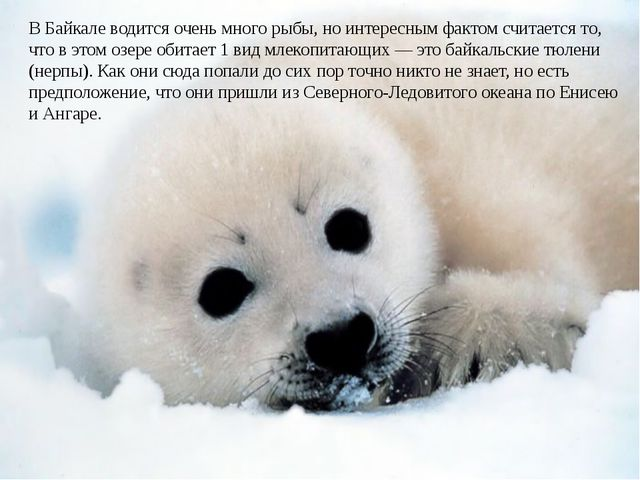 В Байкале водится очень много рыбы, но интересным фактом считается то,
что в этом озере обитает 1 вид млекопитающих — это байкальские тюлени
(нерпы). Как они сюда попали до сих пор точно никто не знает, но есть
предположение, что они пришли из Северного-Ледовитого океана по Енисею
и Ангаре.